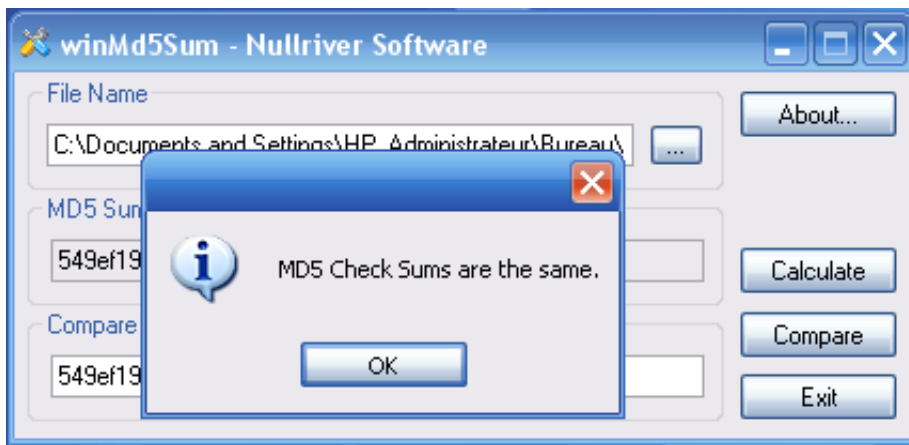 winMd5Sum - Nullriver Software
File Name
About...
C:\Documents and Settings\HP_Administrateur\Bureau\
...
MD5 Sum
549ef19
MD5 Check Sums are the same.
Calculate
Compare
Compare
549ef19
OK
Exit